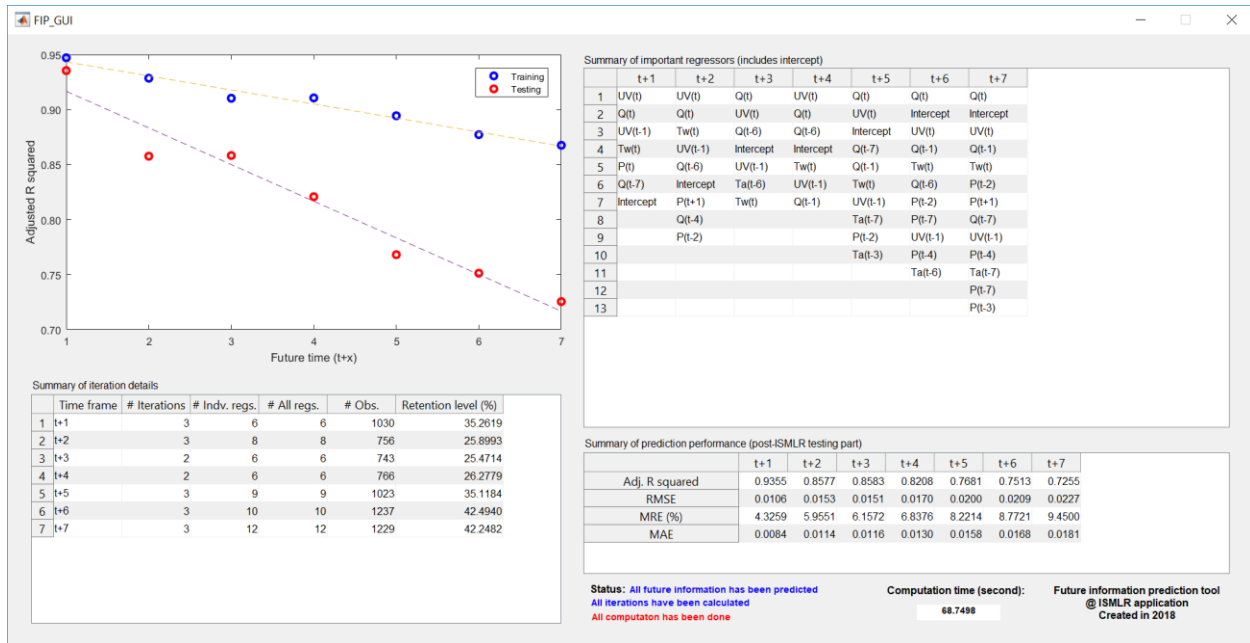 FIP_GUI
0.95
0.90
0.85
0.80
0.75
0.70
Adjusted R squared
1 2 3 4 5 6 7
Future time (t+x)
Training
Testing
Summary of important regressors (includes intercept)
t+1 t+2 t+3 t+4 t+5 t+6 t+7
1 UV(t) UV(t) Q(t) UV(t) Q(t) Q(t) Q(t)
2 Q(t) Q(t) UV(t) Q(t) UV(t) Intercept Intercept
3 UV(t-1) Tw(t) Q(t-6) Q(t-6) Intercept UV(t) UV(t)
4 Tw(t) UV(t-1) Intercept Intercept Q(t-7) Q(t-1) Q(t-1)
5 P(t) Q(t-6) UV(t-1) Tw(t) Q(t-1) Tw(t) Tw(t)
6 Q(t-7) Intercept Ta(t-6) UV(t-1) Tw(t) Q(t-6) P(t-2)
7 Intercept P(t+1) Tw(t) Q(t-1) UV(t-1) P(t-2) P(t+1)
8 Q(t-4) Ta(t-7) P(t-7) Q(t-7)
9 P(t-2) P(t-2) UV(t-1) UV(t-1)
10 Ta(t-3) P(t-4) P(t-4)
11 Ta(t-6) Ta(t-7)
12 P(t-7)
13 P(t-3)
Summary of iteration details
Time frame # Iterations # Indv. regs. # All regs. # Obs. Retention level (%)
1 t+1 3 6 6 1030 35.2619
2 t+2 3 8 8 756 25.8993
3 t+3 2 6 6 743 25.4714
4 t+4 2 6 6 766 26.2779
5 t+5 3 9 9 1023 35.1184
6 t+6 3 10 10 1237 42.4940
7 t+7 3 12 12 1229 42.2482
Summary of prediction performance (post-ISMLR testing part)
t+1 t+2 t+3 t+4 t+5 t+6 t+7
Adj. R squared 0.9355 0.8577 0.8583 0.8208 0.7681 0.7513 0.7255
RMSE 0.0106 0.0153 0.0151 0.0170 0.0200 0.0209 0.0227
MRE (%) 4.3259 5.9551 6.1572 6.8376 8.2214 8.7721 9.4500
MAE 0.0084 0.0114 0.0116 0.0130 0.0158 0.0168 0.0181
Status: All future information has been predicted
All iterations have been calculated
All computaton has been done
Computation time (second):
68.7498
Future information prediction tool
@ ISMLR application
Created in 2018